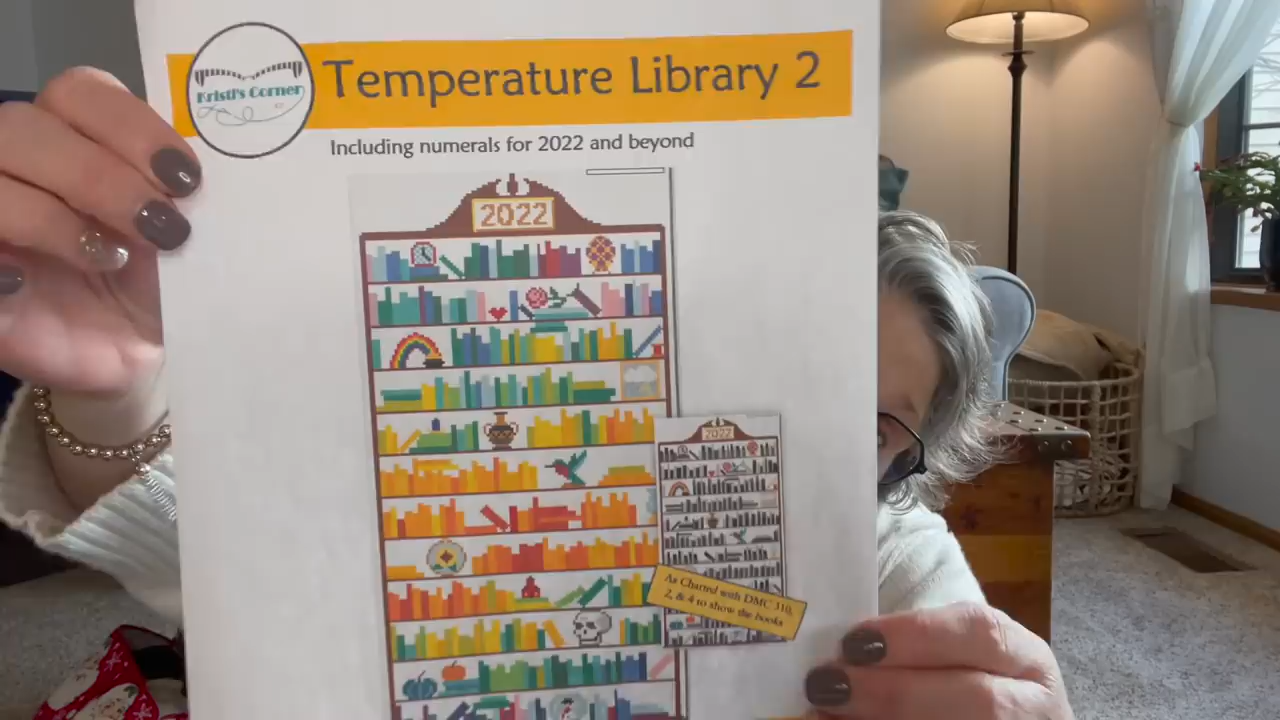 Kristi's Corner
Temperature Library 2
Including numerals for 2022 and beyond
2022
2022
As Charted with DMC 310,
2, & 4 to show the books